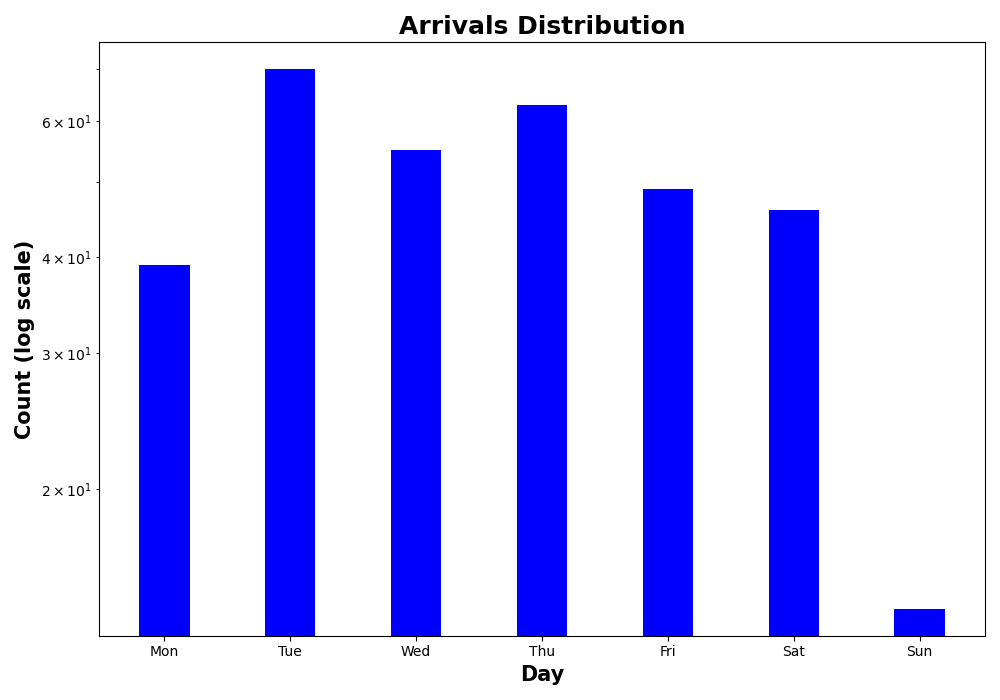 Arrivals Distribution
Count (log scale)
6 × 10¹
4 × 10¹
3 × 10¹
2 × 10¹
Mon Tue Wed Thu Fri Sat Sun
Day